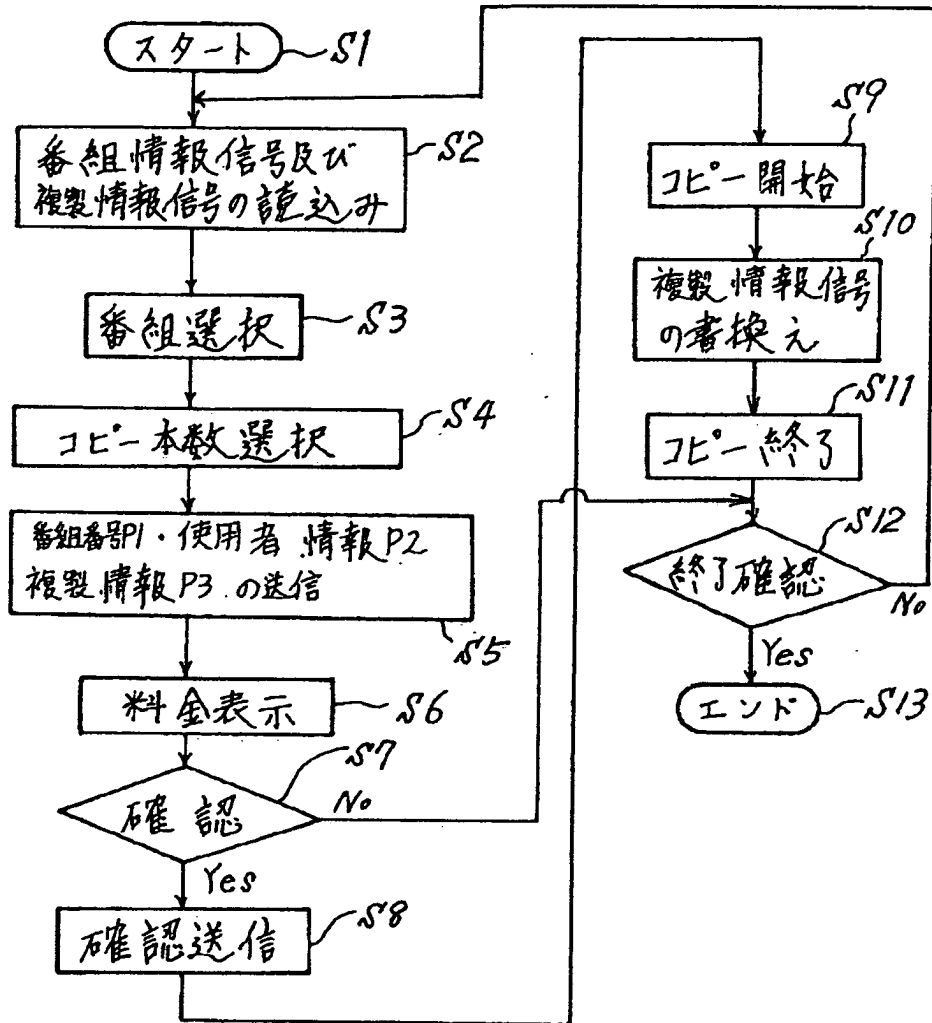 スタート
S1
番組情報信号及び
複製情報信号の読込み
S2
番組選択
S3
コピー本数選択
S4
番組番号P1・使用者情報P2
複製情報P3の送信
S5
料金表示
S6
確認
S7
No
Yes
確認送信
S8
コピー開始
S9
複製情報信号
の書換え
S10
コピー終了
S11
終了確認
S12
No
Yes
エンド
S13